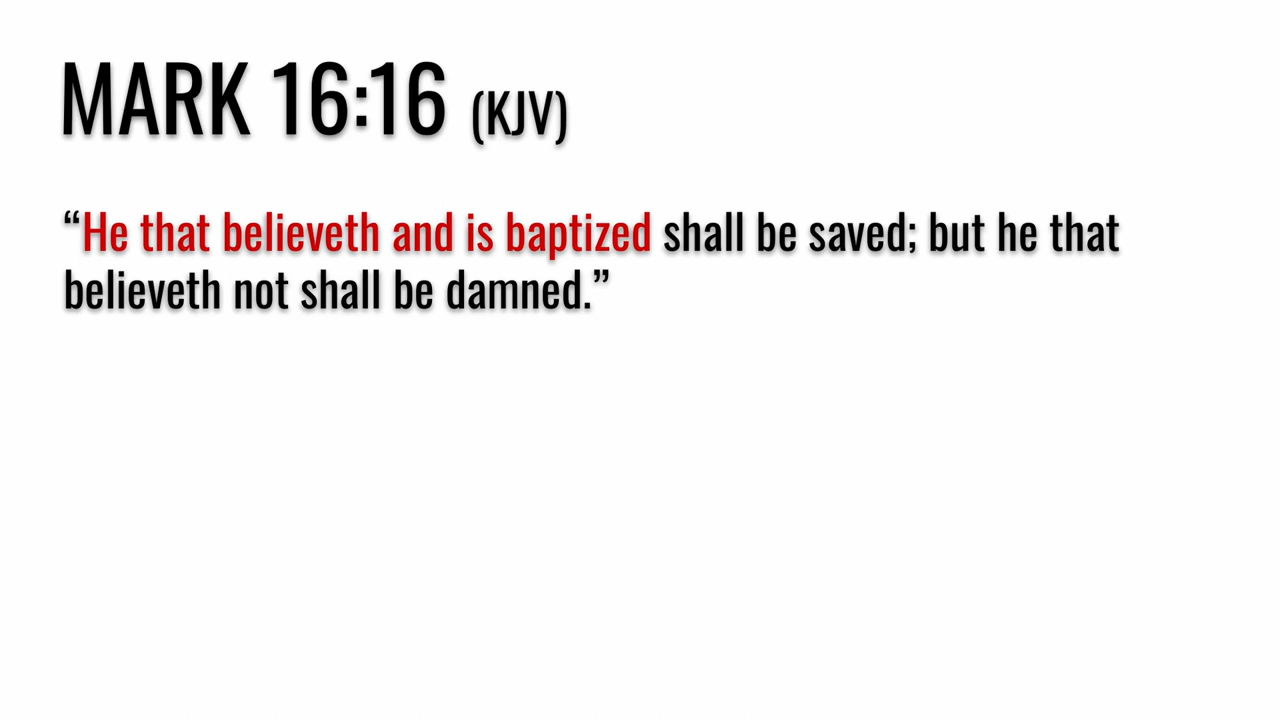 MARK 16:16 (KJV)
“He that believeth and is baptized shall be saved; but he that
believeth not shall be damned.”